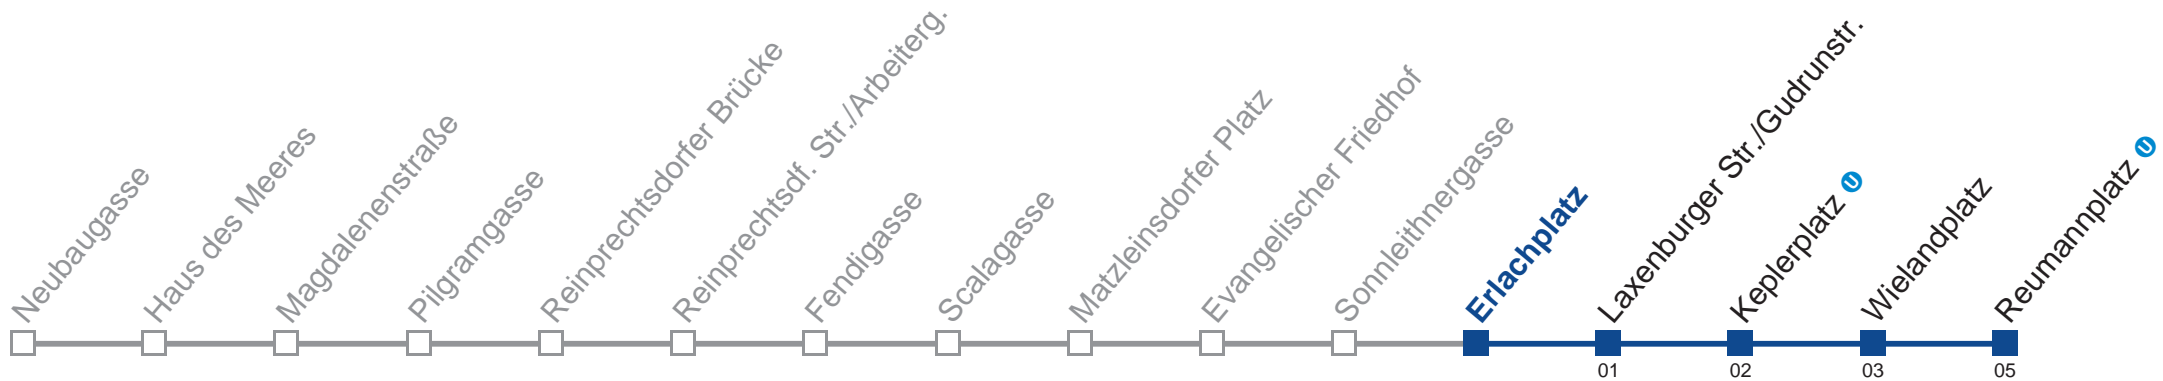 Neubaugasse
Haus des Meeres
Magdalenenstraße
Pilgramgasse
Reinprechtsdorfer Brücke
Reinprechtsdf. Str./Arbeiterg.
Fendigasse
Scalagasse
Matzleinsdorfer Platz
Evangelischer Friedhof
Sonnleithnergasse
Erlachplatz
Laxenburger Str./Gudrunstr.
Keplerplatz U
Wielandplatz
Reumannplatz U
01
02
03
05